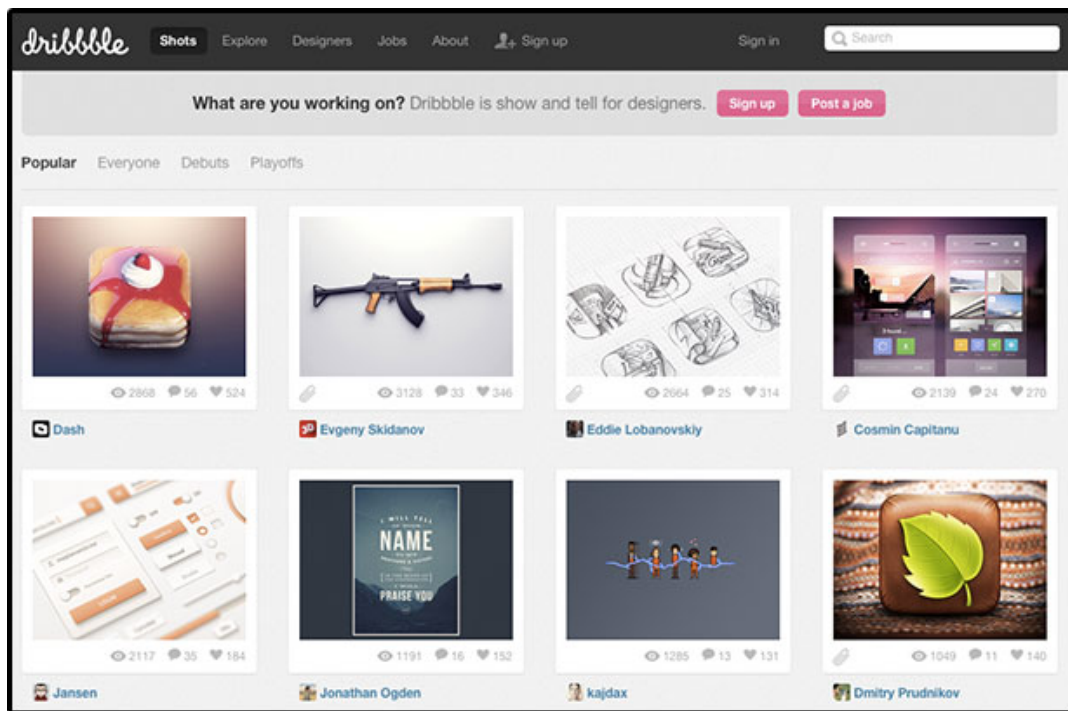 dribbble Shots Explore Designers Jobs About Sign up Sign in Search
What are you working on? Dribbble is show and tell for designers. Sign up Post a job
Popular Everyone Debuts Playoffs
2868 56 524
3128 33 346
2664 25 314
2139 24 270
Dash
Evgeny Skidanov
Eddie Lobanovskiy
Cosmin Capitanu
I WILL TELL
NAME
PRAISE YOU
2117 35 184
1191 16 152
1285 13 131
1049 11 140
Jansen
Jonathan Ogden
kajdax
Dmitry Prudnikov